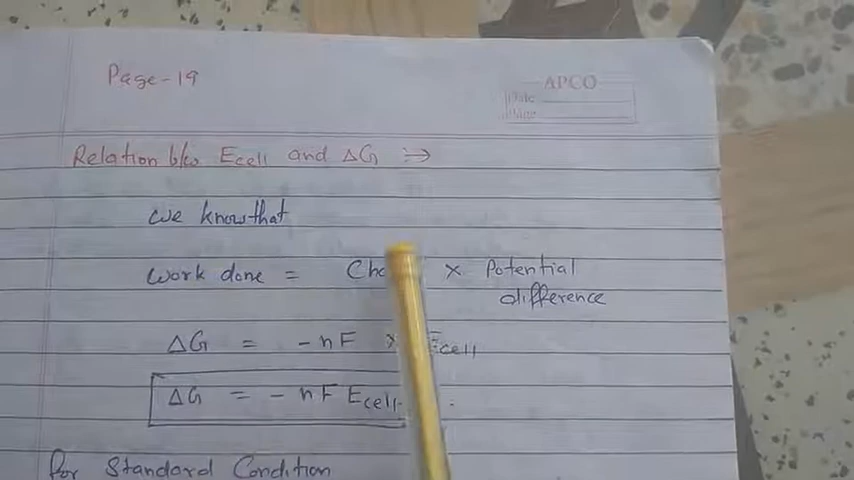 Page-19
APCO
Date
Page
Relation b/w Ecell and ΔG :⇒
we know that
work done = × Potential
difference
ΔG = -nF × Ecell
ΔG = - nF Ecell
for Standard Condition